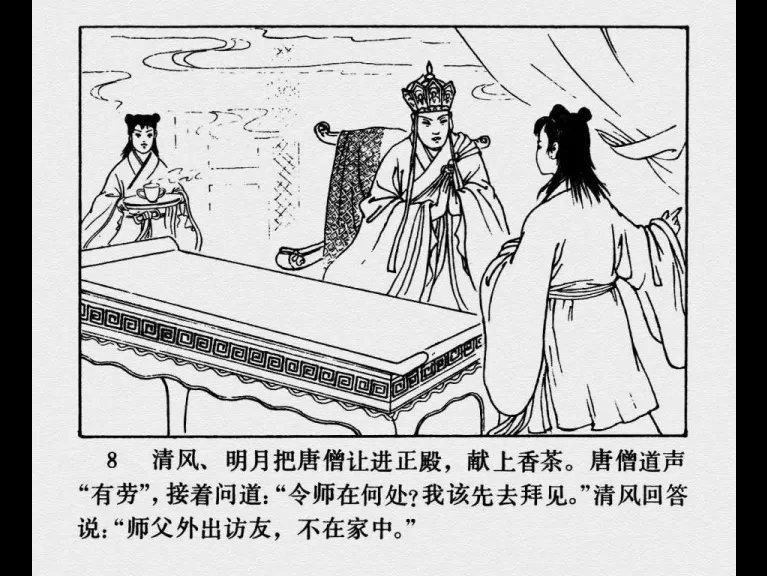 8 清风、明月把唐僧让进正殿，献上香茶。唐僧道声
“有劳”，接着问道：“令师在何处？我该先去拜见。”清风回答
说：“师父外出访友，不在家中。”